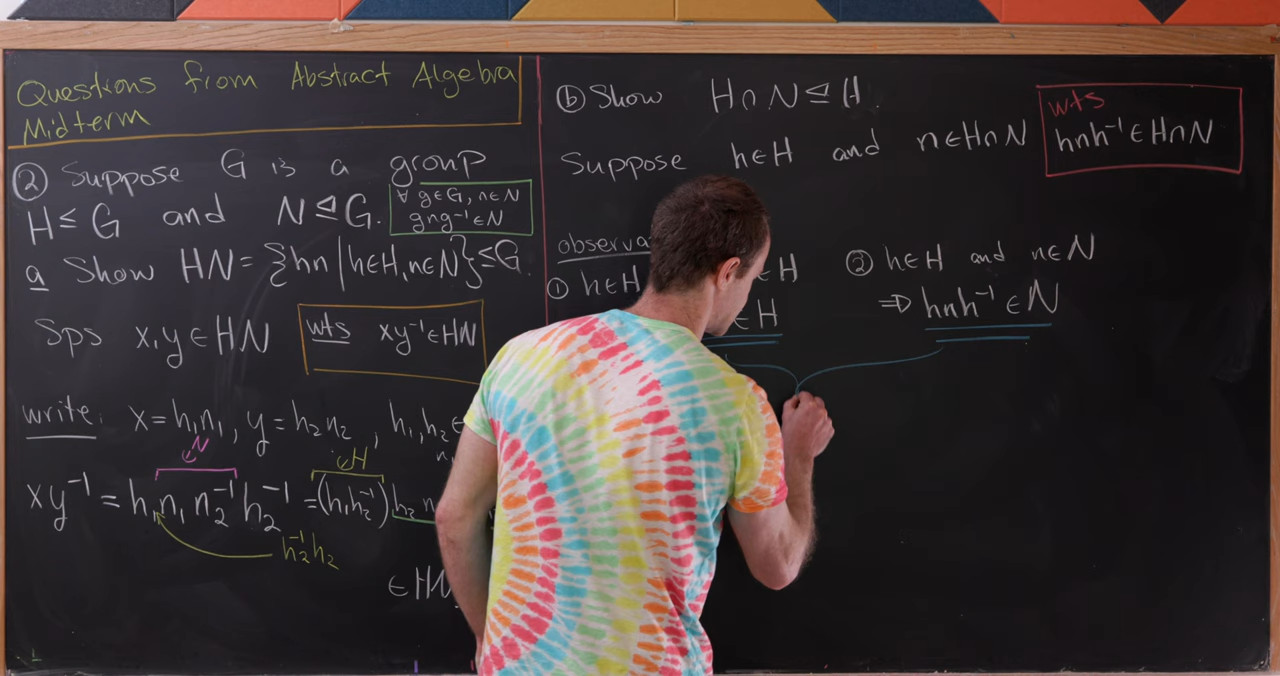 Questions from Abstract Algebra
Midterm
② Suppose G is a group
H ≤ G and N ⊴ G.
∀ g∈G, n∈N
gng⁻¹∈N
a Show HN = {hn | h∈H, n∈N} ≤ G
Sps x,y ∈ HN
wts xy⁻¹∈HN
write: x = h₁n₁, y = h₂n₂, h₁,h₂∈
∈N
∈H
xy⁻¹ = h₁n₁n₂⁻¹h₂⁻¹ = (h₁h₂⁻¹)h₂
h₂⁻¹h₂
∈HN
ⓑ Show H∩N ⊴ H.
Suppose h∈H and n∈H∩N
wts
hnh⁻¹∈H∩N
① h∈H ∈H
∈H
② h∈H and n∈N
⇒ hnh⁻¹ ∈ N